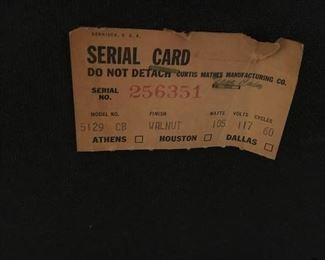 DENNISON, U.S.A.
SERIAL CARD
DO NOT DETACH CURTIS MATHES MANUFACTURING CO.
SERIAL NO. 256351
MODEL NO. FINISH WATTS VOLTS CYCLES
5129 CB WALNUT 105 117 60
ATHENS ☐ HOUSTON ☐ DALLAS ☐